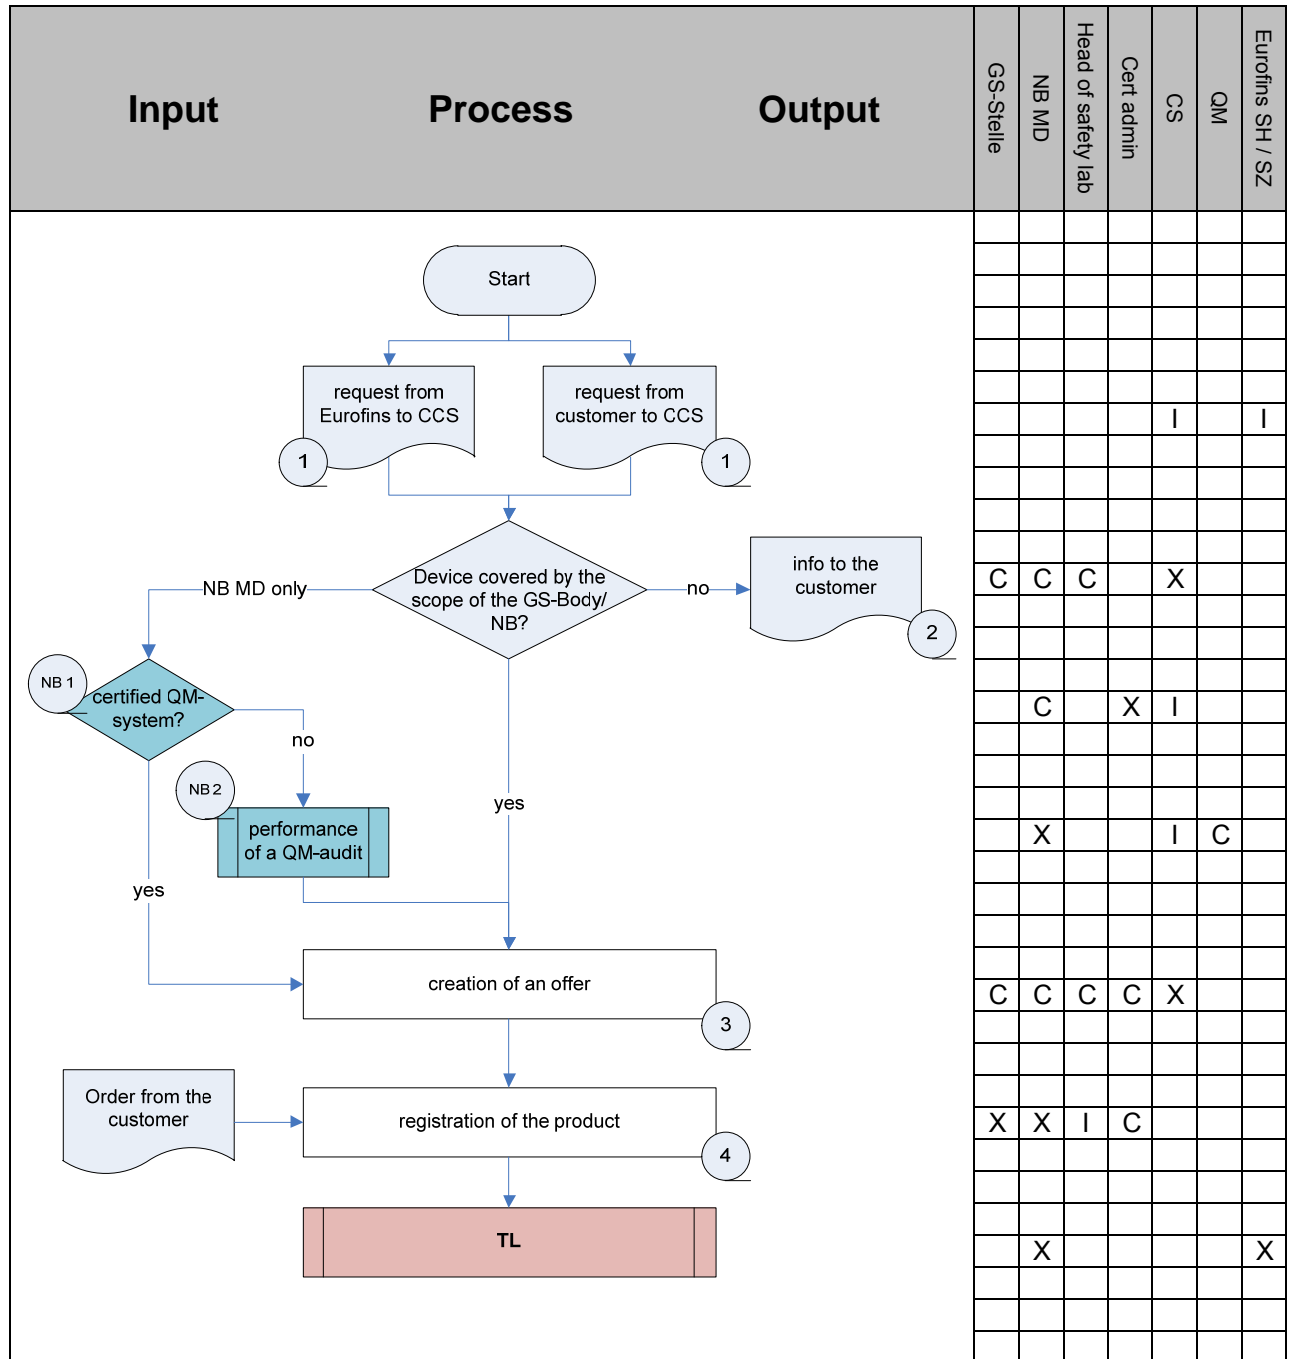 Input
Process
Output
GS-Stelle
NB MD
Head of safety lab
Cert admin
CS
QM
Eurofins SH / SZ
Start
request from
Eurofins to CCS
1
request from
customer to CCS
1
I I
Device covered by the
scope of the GS-Body/
NB?
NB MD only
no
info to the
customer
2
C C C X
NB 1
certified QM-
system?
no
C X I
NB 2
performance
of a QM-audit
yes
X I C
yes
creation of an offer
3
C C C C X
Order from the
customer
registration of the product
4
X X I C
TL
X X